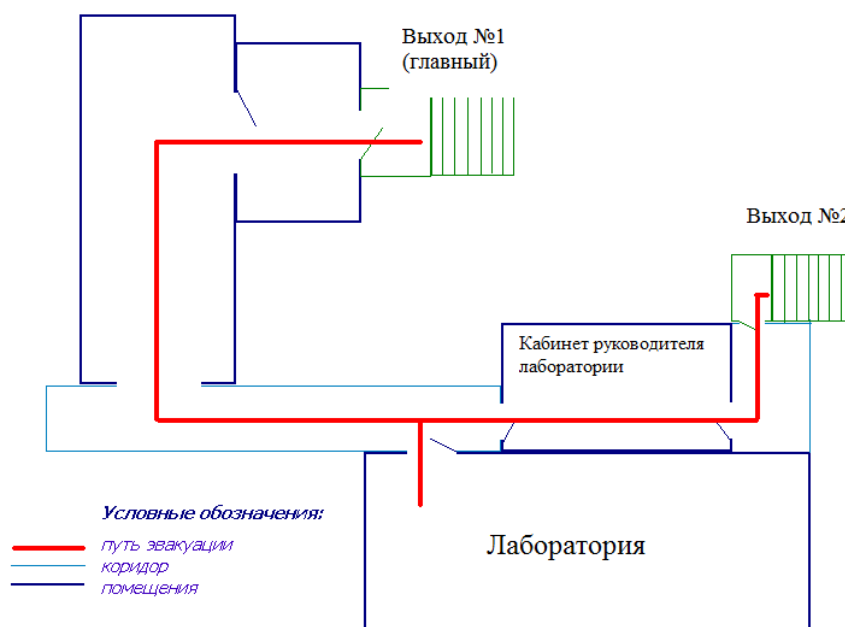 Выход №1
(главный)
Выход №2
Кабинет руководителя
лаборатории
Лаборатория
Условные обозначения:
путь эвакуации
коридор
помещения